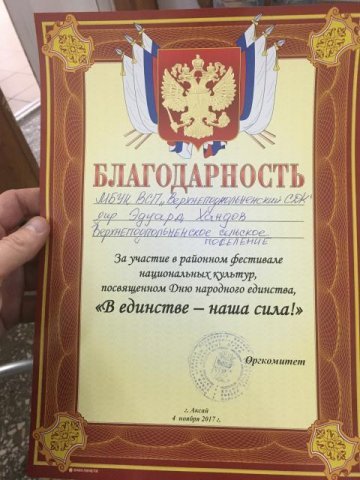 БЛАГОДАРНОСТЬ
МБУК ВСП „Верхнеподпольненский СДК"
дир Эдуард Хандов
Верхнеподпольненское сельское
поселение
За участие в районном фестивале
национальных культур,
посвященном Дню народного единства,
«В единстве – наша сила!»
Оргкомитет
г. Аксай
4 ноября 2017 г.